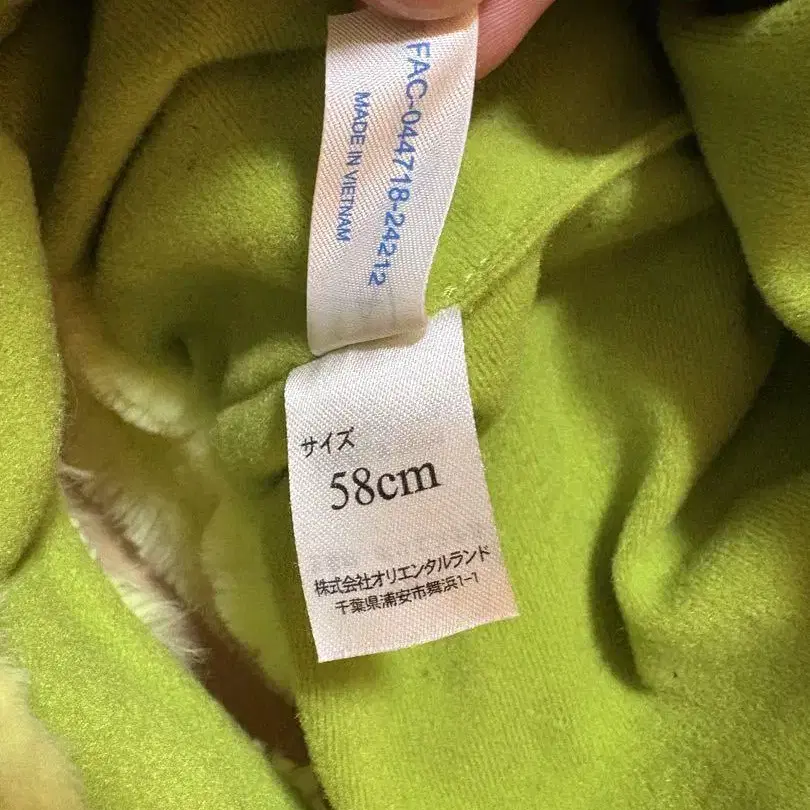 FAC-044718-24212
MADE IN VIETNAM
サイズ
58cm
株式会社オリエンタルランド
千葉県浦安市舞浜1-1